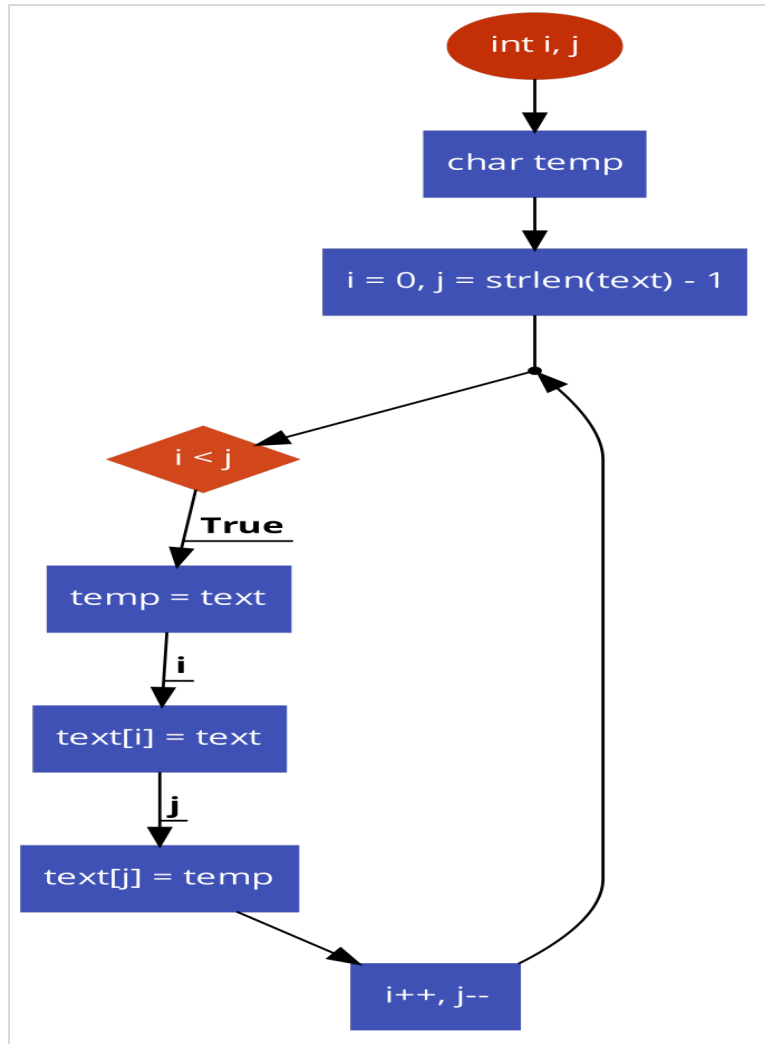 int i, j
char temp
i = 0, j = strlen(text) - 1
i < j
True
temp = text
i
text[i] = text
j
text[j] = temp
i++, j--